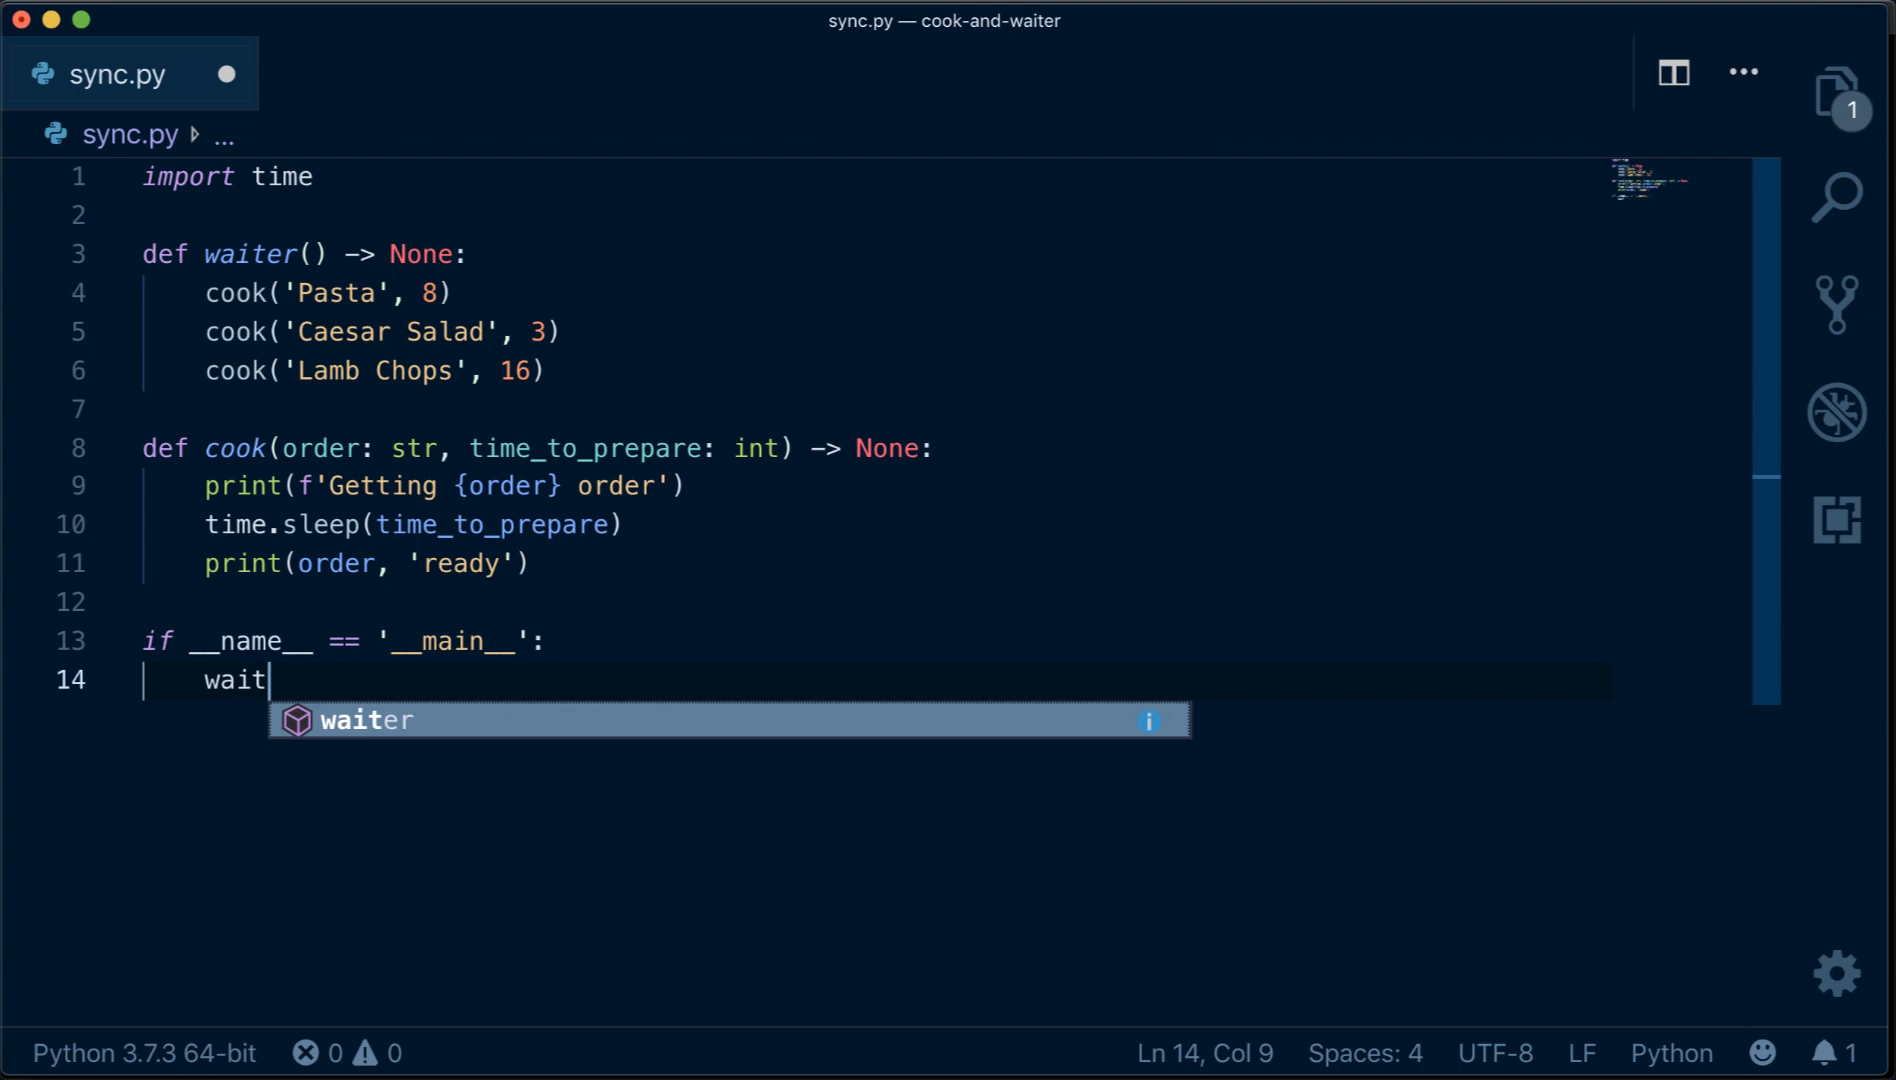 sync.py — cook-and-waiter
sync.py
sync.py ...
1
1 import time
2
3 def waiter() -> None:
4 cook('Pasta', 8)
5 cook('Caesar Salad', 3)
6 cook('Lamb Chops', 16)
7
8 def cook(order: str, time_to_prepare: int) -> None:
9 print(f'Getting {order} order')
10 time.sleep(time_to_prepare)
11 print(order, 'ready')
12
13 if __name__ == '__main__':
14 wait
waiter
Python 3.7.3 64-bit 0 0 Ln 14, Col 9 Spaces: 4 UTF-8 LF Python 1